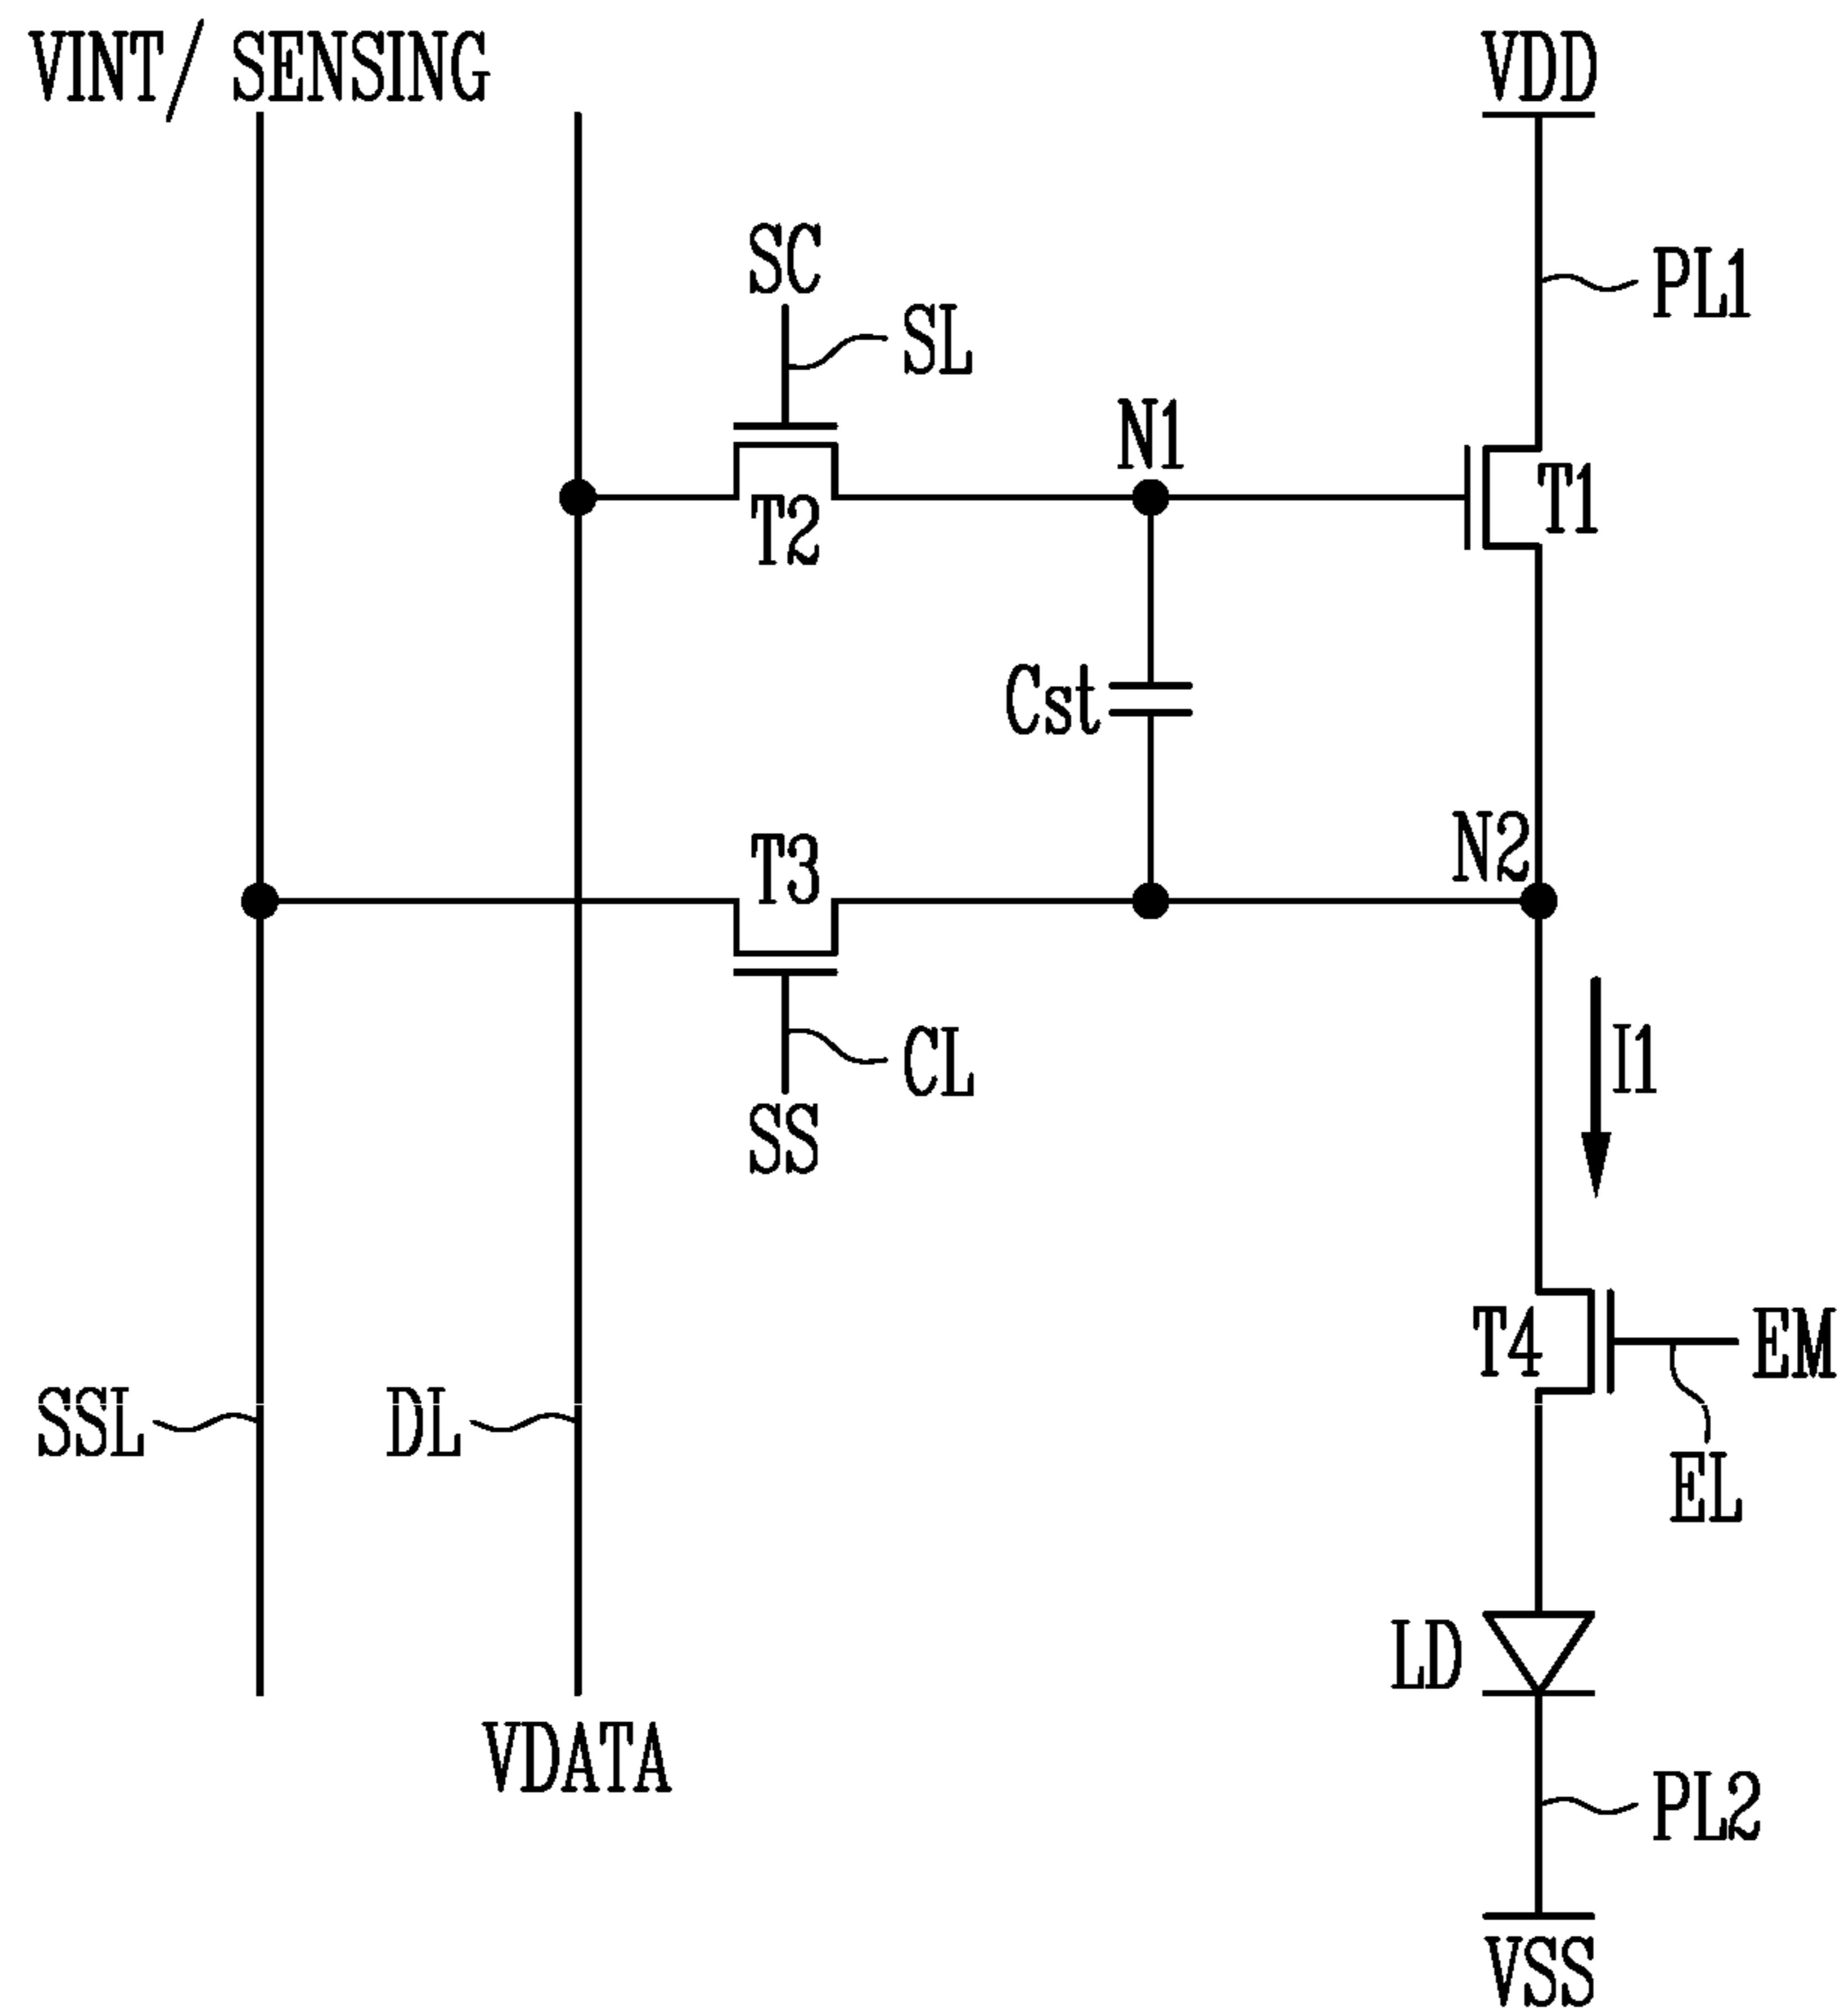 VINT/ SENSING
VDD
SC
SL
PL1
N1
T2
T1
Cst
T3
N2
CL
I1
SS
T4
EM
SSL
DL
EL
LD
VDATA
PL2
VSS